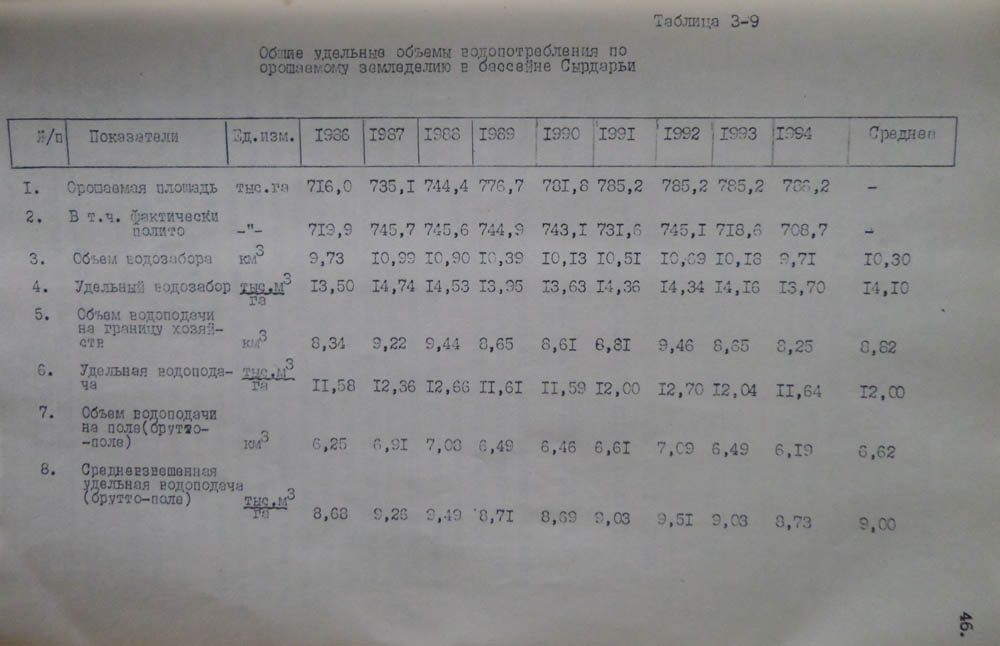 Таблица 3-9
Общие удельные объемы водопотребления по
орошаемому земледелию в бассейне Сырдарьи
№/п Показатели Ед.изм. 1986 1987 1988 1989 1990 1991 1992 1993 1994 Среднее
1. Орошаемая площадь тыс.га 716,0 735,1 744,4 776,7 781,8 785,2 785,2 785,2 786,2 -
2. В т.ч. фактически
полито -"- 719,9 745,7 745,6 744,9 743,1 731,6 745,1 718,6 708,7 -
3. Объем водозабора км3 9,73 10,99 10,90 10,39 10,13 10,51 10,69 10,18 9,71 10,30
4. Удельный водозабор тыс.м3/га 13,50 14,74 14,53 13,95 13,63 14,36 14,34 14,16 13,70 14,10
5. Объем водоподачи
на границу хозяй-
ств км3 8,34 9,22 9,44 8,65 8,61 8,81 9,46 8,65 8,25 8,82
6. Удельная водопода-
ча тыс.м3/га 11,58 12,36 12,66 11,61 11,59 12,00 12,70 12,04 11,64 12,00
7. Объем водоподачи
на поле(брутто-
-поле) км3 6,25 6,91 7,08 6,49 6,46 6,61 7,09 6,49 6,19 6,62
8. Средневзвешенная
удельная водоподача
(брутто-поле) тыс.м3/га 8,68 9,26 9,49 8,71 8,69 9,03 9,51 9,03 8,73 9,00
46.